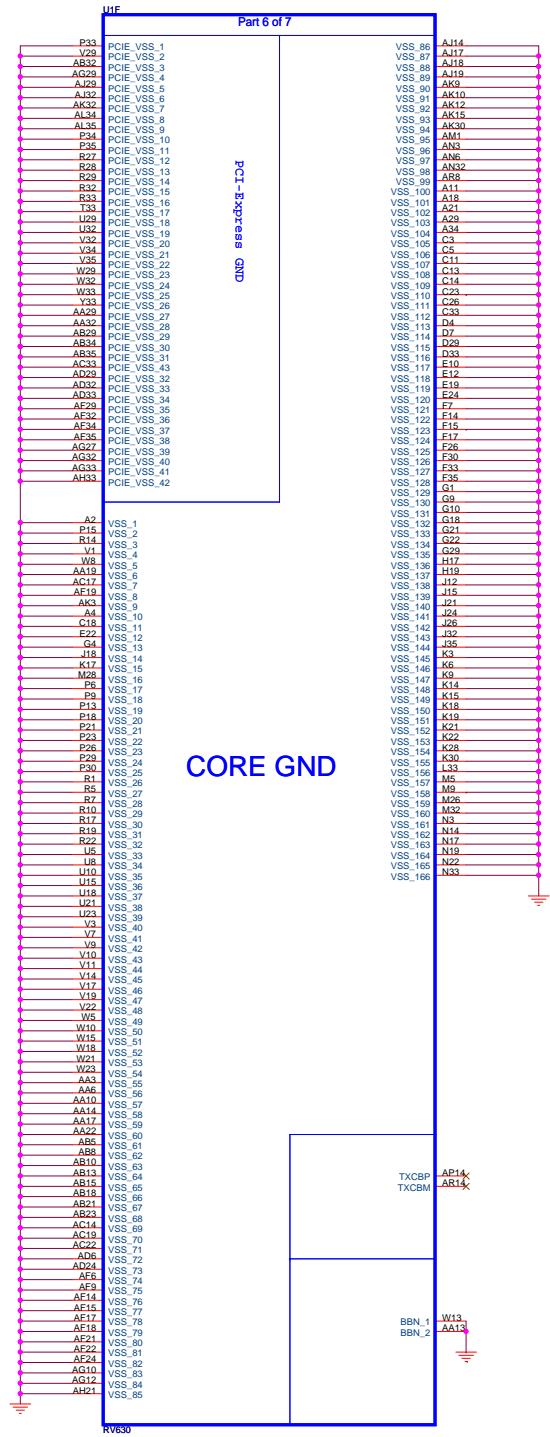 U1F
Part 6 of 7
P33 PCIE_VSS_1
V29 PCIE_VSS_2
AB32 PCIE_VSS_3
AG29 PCIE_VSS_4
AJ29 PCIE_VSS_5
AJ32 PCIE_VSS_6
AK32 PCIE_VSS_7
AL34 PCIE_VSS_8
AL35 PCIE_VSS_9
P34 PCIE_VSS_10
P35 PCIE_VSS_11
R27 PCIE_VSS_12
R28 PCIE_VSS_13
R29 PCIE_VSS_14
R32 PCIE_VSS_15
R33 PCIE_VSS_16
T33 PCIE_VSS_17
U29 PCIE_VSS_18
U32 PCIE_VSS_19
V32 PCIE_VSS_20
V34 PCIE_VSS_21
V35 PCIE_VSS_22
W29 PCIE_VSS_23
W32 PCIE_VSS_24
W33 PCIE_VSS_25
Y33 PCIE_VSS_26
AA29 PCIE_VSS_27
AA32 PCIE_VSS_28
AB29 PCIE_VSS_29
AB34 PCIE_VSS_30
AB35 PCIE_VSS_31
AC33 PCIE_VSS_43
AD29 PCIE_VSS_32
AD32 PCIE_VSS_33
AD33 PCIE_VSS_34
AF29 PCIE_VSS_35
AF32 PCIE_VSS_36
AF34 PCIE_VSS_37
AF35 PCIE_VSS_38
AG27 PCIE_VSS_39
AG32 PCIE_VSS_40
AG33 PCIE_VSS_41
AH33 PCIE_VSS_42
PCI-Express GND
A2 VSS_1
P15 VSS_2
R14 VSS_3
V1 VSS_4
W8 VSS_5
AA19 VSS_6
AC17 VSS_7
AF19 VSS_8
AK3 VSS_9
A4 VSS_10
C18 VSS_11
E22 VSS_12
G4 VSS_13
J18 VSS_14
K17 VSS_15
M28 VSS_16
P6 VSS_17
P9 VSS_18
P13 VSS_19
P18 VSS_20
P21 VSS_21
P23 VSS_22
P26 VSS_23
P29 VSS_24
P30 VSS_25
R1 VSS_26
R5 VSS_27
R7 VSS_28
R10 VSS_29
R17 VSS_30
R19 VSS_31
R22 VSS_32
U5 VSS_33
U8 VSS_34
U10 VSS_35
U15 VSS_36
U18 VSS_37
U21 VSS_38
U23 VSS_39
V3 VSS_40
V7 VSS_41
V9 VSS_42
V10 VSS_43
V11 VSS_44
V14 VSS_45
V17 VSS_46
V19 VSS_47
V22 VSS_48
W5 VSS_49
W10 VSS_50
W15 VSS_51
W18 VSS_52
W21 VSS_53
W23 VSS_54
AA3 VSS_55
AA6 VSS_56
AA10 VSS_57
AA14 VSS_58
AA17 VSS_59
AA22 VSS_60
AB5 VSS_61
AB8 VSS_62
AB10 VSS_63
AB13 VSS_64
AB15 VSS_65
AB18 VSS_66
AB21 VSS_67
AB23 VSS_68
AC14 VSS_69
AC19 VSS_70
AC22 VSS_71
AD6 VSS_72
AD24 VSS_73
AF6 VSS_74
AF9 VSS_75
AF14 VSS_76
AF15 VSS_77
AF17 VSS_78
AF18 VSS_79
AF21 VSS_80
AF22 VSS_81
AF24 VSS_82
AG10 VSS_83
AG12 VSS_84
AH21 VSS_85
CORE GND
VSS_86 AJ14
VSS_87 AJ17
VSS_88 AJ18
VSS_89 AJ19
VSS_90 AK9
VSS_91 AK10
VSS_92 AK12
VSS_93 AK15
VSS_94 AK30
VSS_95 AM1
VSS_96 AN3
VSS_97 AN6
VSS_98 AN32
VSS_99 AR8
VSS_100 A11
VSS_101 A18
VSS_102 A21
VSS_103 A29
VSS_104 A34
VSS_105 C3
VSS_106 C5
VSS_107 C11
VSS_108 C13
VSS_109 C14
VSS_110 C23
VSS_111 C26
VSS_112 C33
VSS_113 D4
VSS_114 D7
VSS_115 D29
VSS_116 D33
VSS_117 E10
VSS_118 E12
VSS_119 E19
VSS_120 E24
VSS_121 F7
VSS_122 F14
VSS_123 F15
VSS_124 F17
VSS_125 F26
VSS_126 F30
VSS_127 F33
VSS_128 F35
VSS_129 G1
VSS_130 G9
VSS_131 G10
VSS_132 G18
VSS_133 G21
VSS_134 G22
VSS_135 G29
VSS_136 H17
VSS_137 H19
VSS_138 J12
VSS_139 J15
VSS_140 J21
VSS_141 J24
VSS_142 J26
VSS_143 J32
VSS_144 J35
VSS_145 K3
VSS_146 K6
VSS_147 K9
VSS_148 K14
VSS_149 K15
VSS_150 K18
VSS_151 K19
VSS_152 K21
VSS_153 K22
VSS_154 K28
VSS_155 K30
VSS_156 L33
VSS_157 M5
VSS_158 M9
VSS_159 M26
VSS_160 M32
VSS_161 N3
VSS_162 N14
VSS_163 N17
VSS_164 N19
VSS_165 N22
VSS_166 N33
TXCBP AP14
TXCBM AR14
BBN_1 W13
BBN_2 AA13
RV630